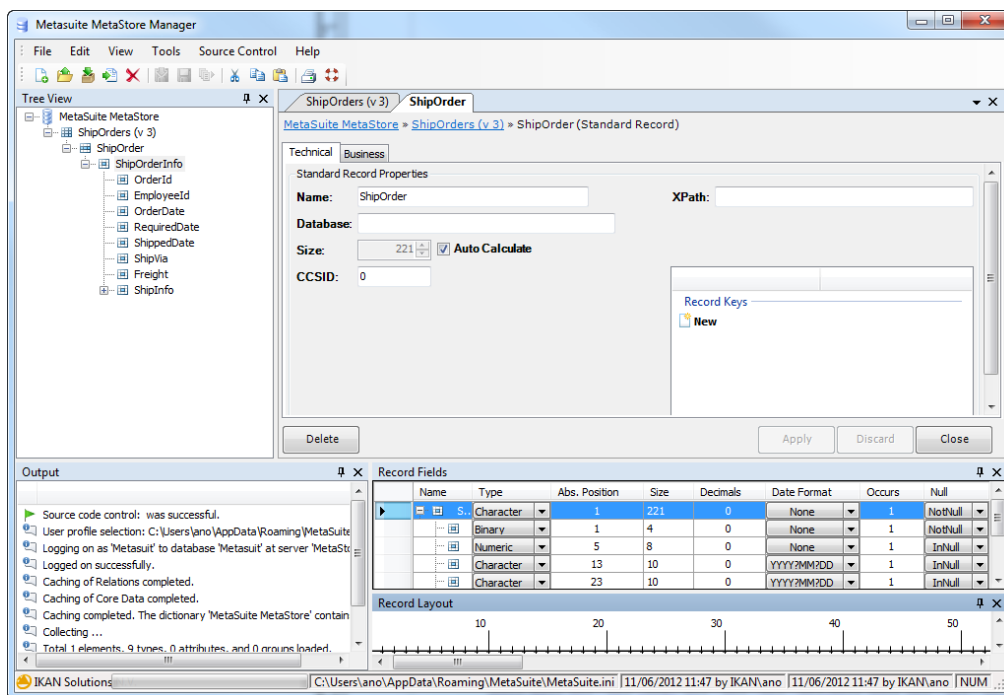 Metasuite MetaStore Manager
File Edit View Tools Source Control Help
Tree View
MetaSuite MetaStore
ShipOrders (v 3)
ShipOrder
ShipOrderInfo
OrderId
EmployeeId
OrderDate
RequiredDate
ShippedDate
ShipVia
Freight
ShipInfo
ShipOrders (v 3) ShipOrder
MetaSuite MetaStore » ShipOrders (v 3) » ShipOrder (Standard Record)
Technical Business
Standard Record Properties
Name: ShipOrder XPath:
Database:
Size: 221 Auto Calculate
CCSID: 0
Record Keys
New
Delete Apply Discard Close
Output
Source code control: was successful.
User profile selection: C:\Users\ano\AppData\Roaming\MetaSuite
Logging on as 'Metasuit' to database 'Metasuit' at server 'MetaSto
Logged on successfully.
Caching of Relations completed.
Caching of Core Data completed.
Caching completed. The dictionary 'MetaSuite MetaStore' contain
Collecting ...
Total 1 elements, 9 types, 0 attributes, and 0 groups loaded.
Record Fields
Name Type Abs. Position Size Decimals Date Format Occurs Null
S.. Character 1 221 0 None 1 NotNull
Binary 1 4 0 None 1 NotNull
Numeric 5 8 0 None 1 InNull
Character 13 10 0 YYYY?MM?DD 1 InNull
Character 23 10 0 YYYY?MM?DD 1 InNull
Record Layout
10 20 30 40 50
IKAN Solutions C:\Users\ano\AppData\Roaming\MetaSuite\MetaSuite.ini 11/06/2012 11:47 by IKAN\ano 11/06/2012 11:47 by IKAN\ano NUM